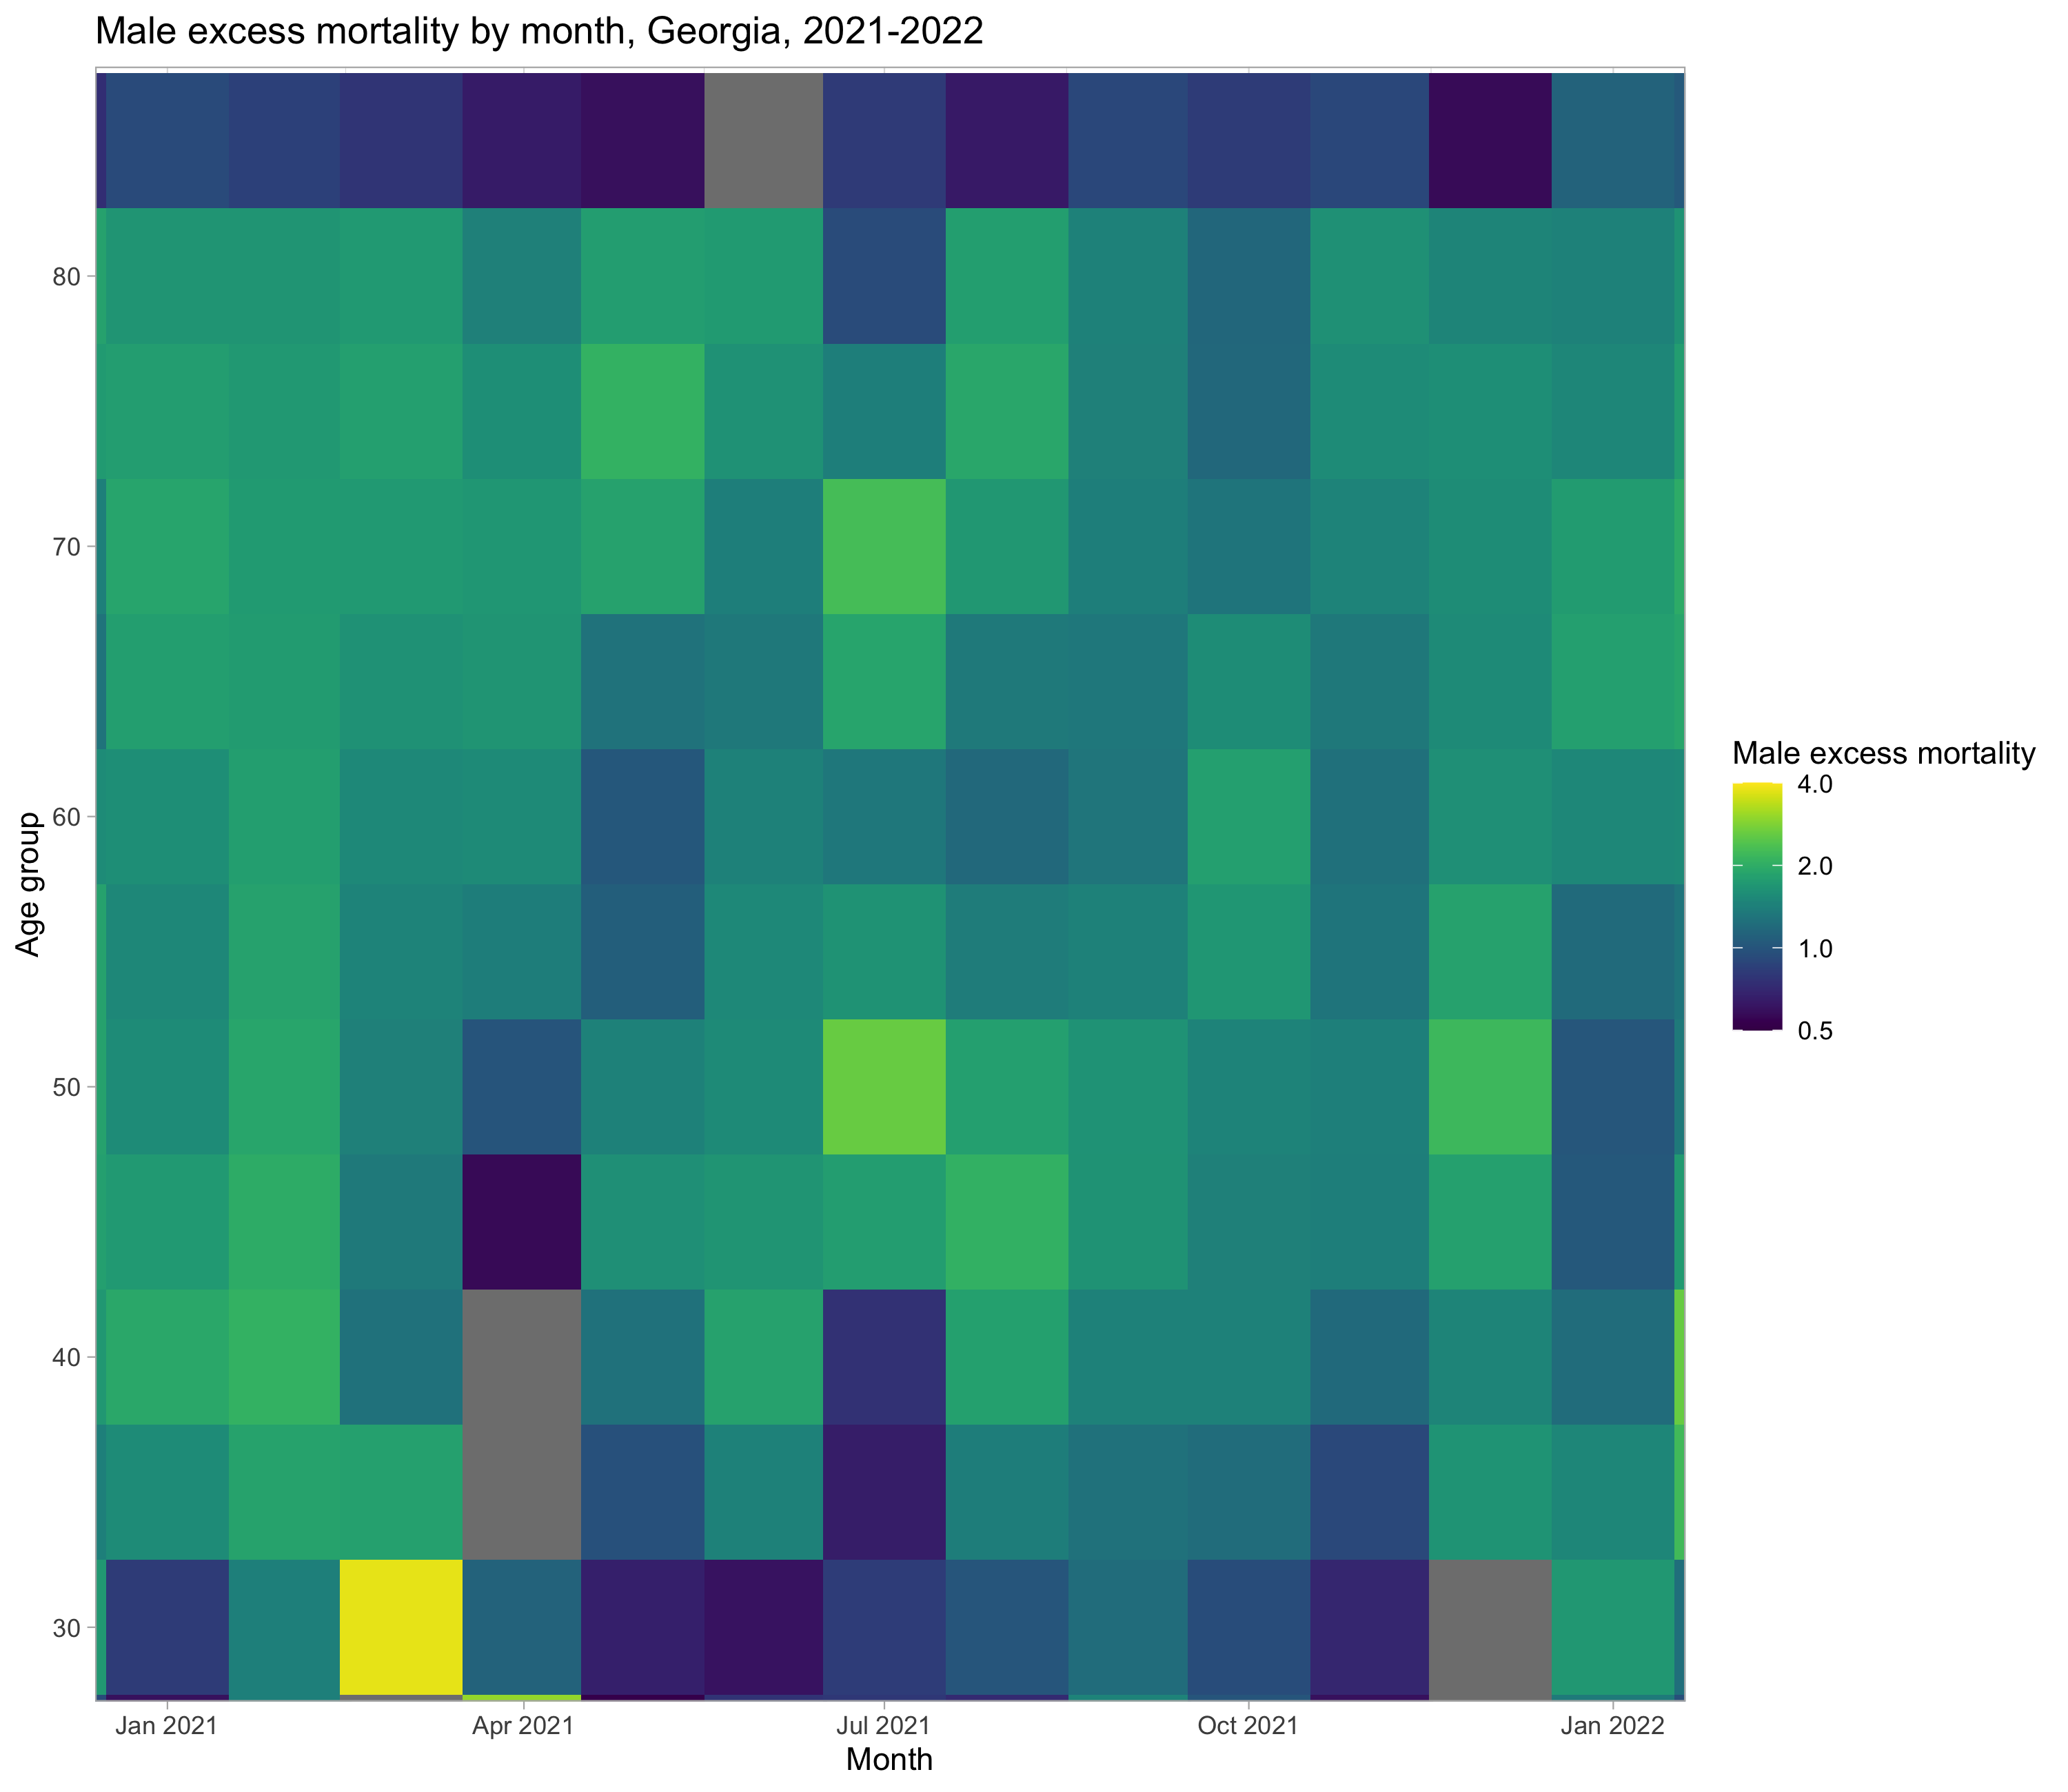 Male excess mortality by month, Georgia, 2021-2022
80
70
60
50
40
30
Age group
Jan 2021
Apr 2021
Jul 2021
Oct 2021
Jan 2022
Month
Male excess mortality
4.0
2.0
1.0
0.5